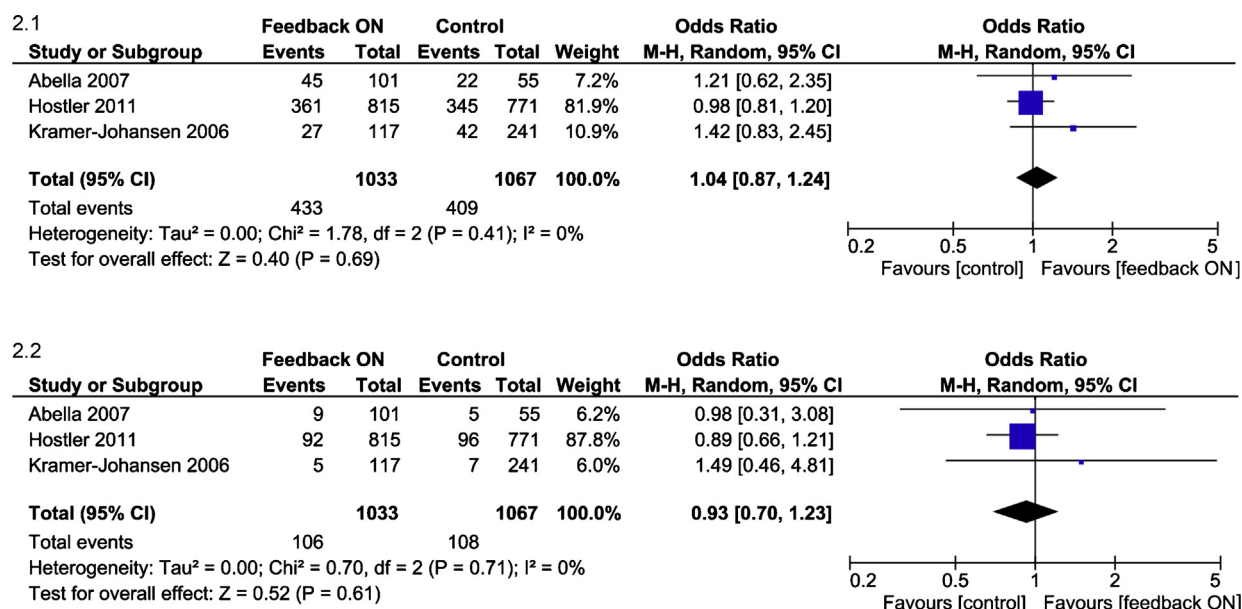 2.1
Feedback ON Control Odds Ratio Odds Ratio
Study or Subgroup Events Total Events Total Weight M-H, Random, 95% CI M-H, Random, 95% CI
Abella 2007 45 101 22 55 7.2% 1.21 [0.62, 2.35]
Hostler 2011 361 815 345 771 81.9% 0.98 [0.81, 1.20]
Kramer-Johansen 2006 27 117 42 241 10.9% 1.42 [0.83, 2.45]
Total (95% CI) 1033 1067 100.0% 1.04 [0.87, 1.24]
Total events 433 409
Heterogeneity: Tau² = 0.00; Chi² = 1.78, df = 2 (P = 0.41); I² = 0%
Test for overall effect: Z = 0.40 (P = 0.69)
0.2 0.5 1 2 5
Favours [control] Favours [feedback ON]
2.2
Feedback ON Control Odds Ratio Odds Ratio
Study or Subgroup Events Total Events Total Weight M-H, Random, 95% CI M-H, Random, 95% CI
Abella 2007 9 101 5 55 6.2% 0.98 [0.31, 3.08]
Hostler 2011 92 815 96 771 87.8% 0.89 [0.66, 1.21]
Kramer-Johansen 2006 5 117 7 241 6.0% 1.49 [0.46, 4.81]
Total (95% CI) 1033 1067 100.0% 0.93 [0.70, 1.23]
Total events 106 108
Heterogeneity: Tau² = 0.00; Chi² = 0.70, df = 2 (P = 0.71); I² = 0%
Test for overall effect: Z = 0.52 (P = 0.61)
0.2 0.5 1 2 5
Favours [control] Favours [feedback ON]